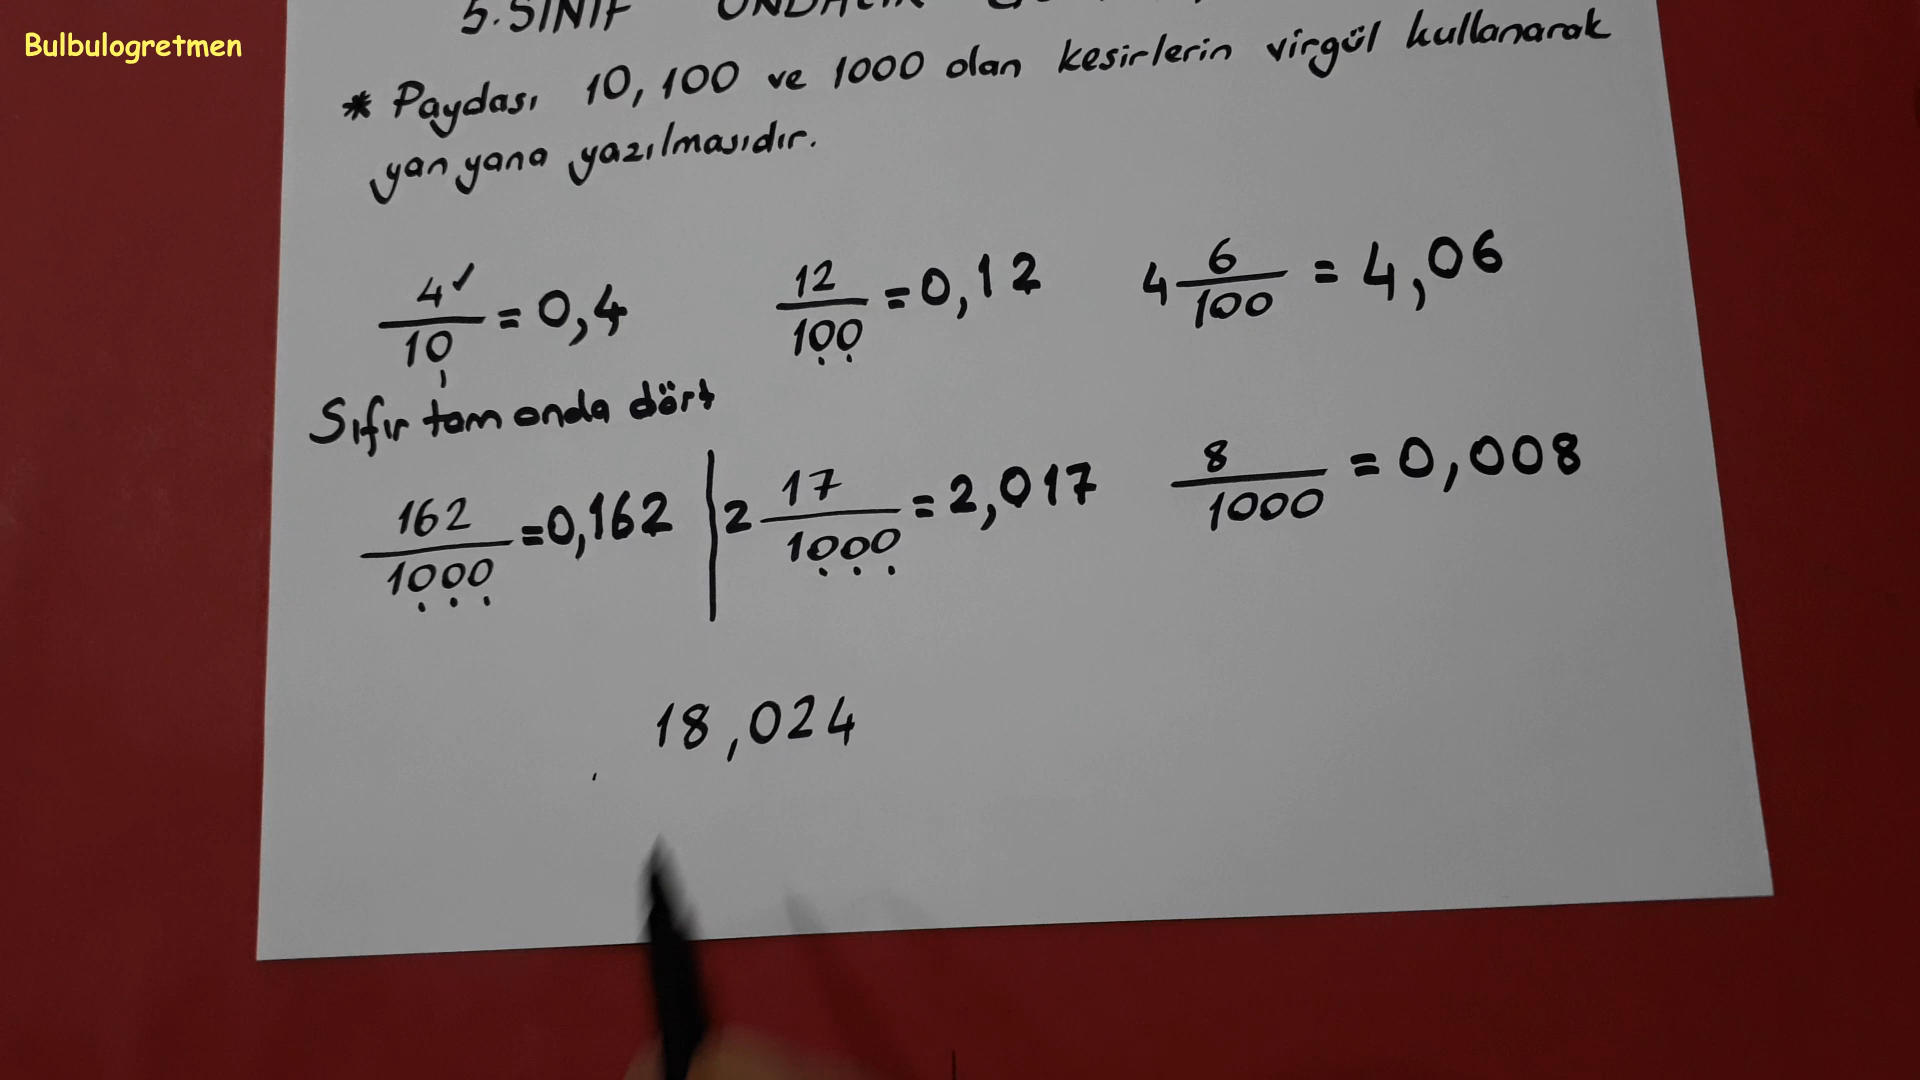 Bulbulogretmen
5. SINIF ONDALIK
* Paydası 10, 100 ve 1000 olan kesirlerin virgül kullanarak
yan yana yazılmasıdır.
4/10 = 0,4   12/100 = 0,12   4 6/100 = 4,06
Sıfır tam onda dört
162/1000 = 0,162 | 2 17/1000 = 2,017   8/1000 = 0,008
18,024